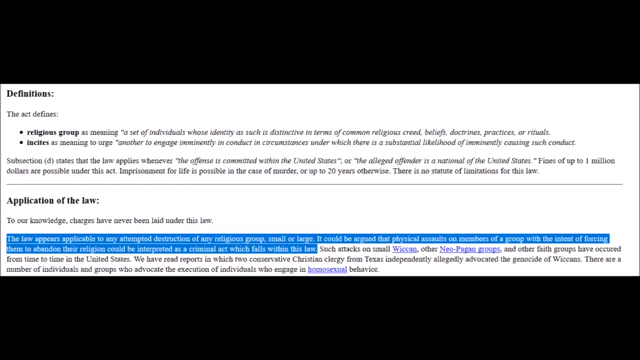 Definitions:
The act defines:
• religious group as meaning "a set of individuals whose identity as such is distinctive in terms of common religious creed, beliefs, doctrines, practices, or rituals.
• incites as meaning to urge "another to engage imminently in conduct in circumstances under which there is a substantial likelihood of imminently causing such conduct.
Subsection (d) states that the law applies whenever "the offense is committed within the United States"; or "the alleged offender is a national of the United States." Fines of up to 1 million
dollars are possible under this act. Imprisonment for life is possible in the case of murder, or up to 20 years otherwise. There is no statute of limitations for this law.
Application of the law:
To our knowledge, charges have never been laid under this law.
The law appears applicable to any attempted destruction of any religious group, small or large. It could be argued that physical assaults on members of a group with the intent of forcing
them to abandon their religion could be interpreted as a criminal act which falls within this law. Such attacks on small Wiccan, other Neo-Pagan groups, and other faith groups have occured
from time to time in the United States. We have read reports in which two conservative Christian clergy from Texas independently allegedly advocated the genocide of Wiccans. There are a
number of individuals and groups who advocate the execution of individuals who engage in homosexual behavior.